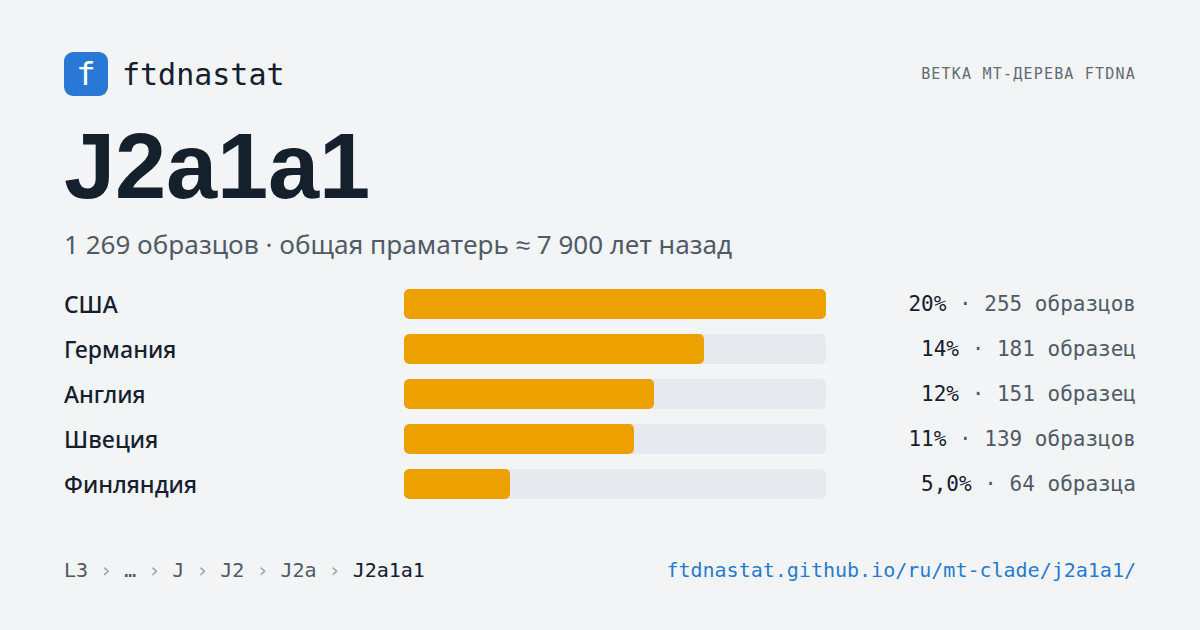 f ftdnastat
ВЕТКА МТ-ДЕРЕВА FTDNA
J2a1a1
1 269 образцов · общая праматерь ≈ 7 900 лет назад
США 20% · 255 образцов
Германия 14% · 181 образец
Англия 12% · 151 образец
Швеция 11% · 139 образцов
Финляндия 5,0% · 64 образца
L3 › … › J › J2 › J2a › J2a1a1
ftdnastat.github.io/ru/mt-clade/j2a1a1/